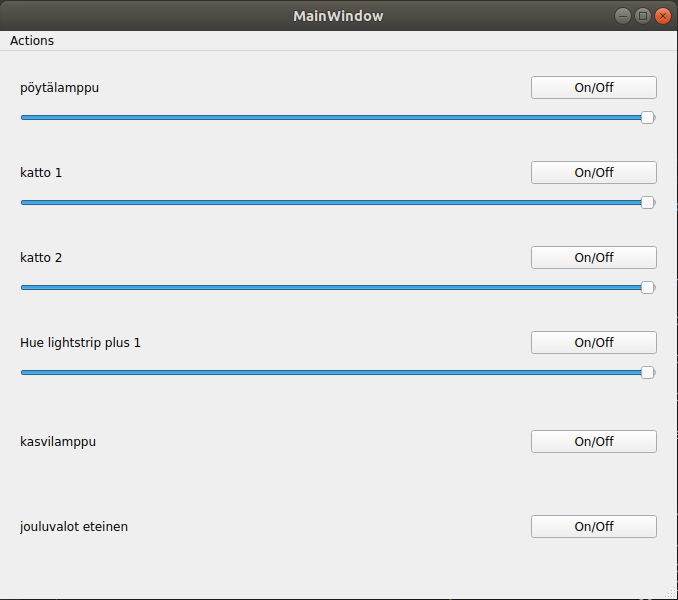 MainWindow
Actions
pöytälamppu On/Off
katto 1 On/Off
katto 2 On/Off
Hue lightstrip plus 1 On/Off
kasvilamppu On/Off
jouluvalot eteinen On/Off